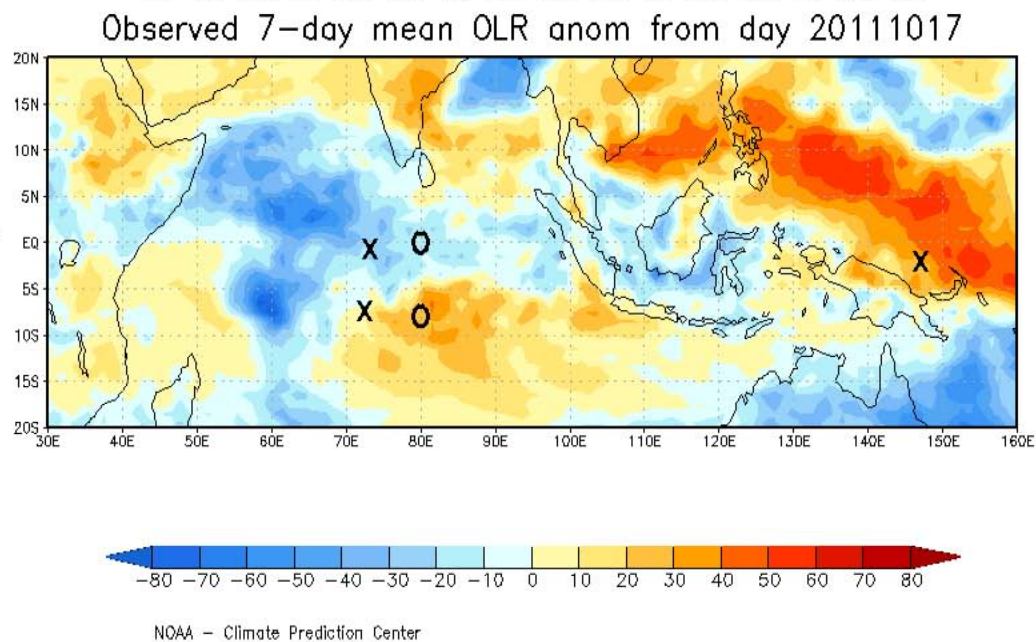 Observed 7-day mean OLR anom from day 20111017
20N
15N
10N
5N
EQ
5S
10S
15S
20S
X O
X O
X
30E 40E 50E 60E 70E 80E 90E 100E 110E 120E 130E 140E 150E 160E
-80 -70 -60 -50 -40 -30 -20 -10 0 10 20 30 40 50 60 70 80
NOAA - Climate Prediction Center